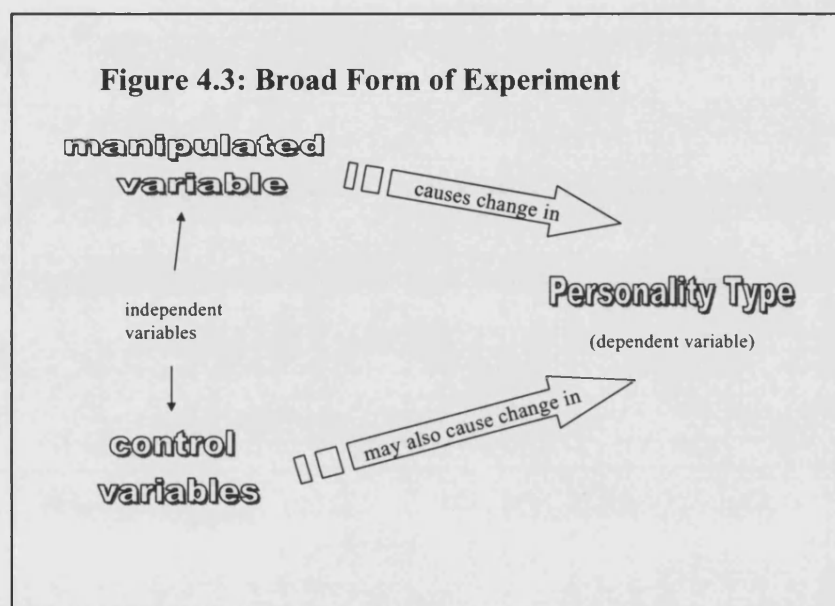 Figure 4.3: Broad Form of Experiment
manipulated
variable
causes change in
independent
variables
Personality Type
(dependent variable)
control
variables
may also cause change in